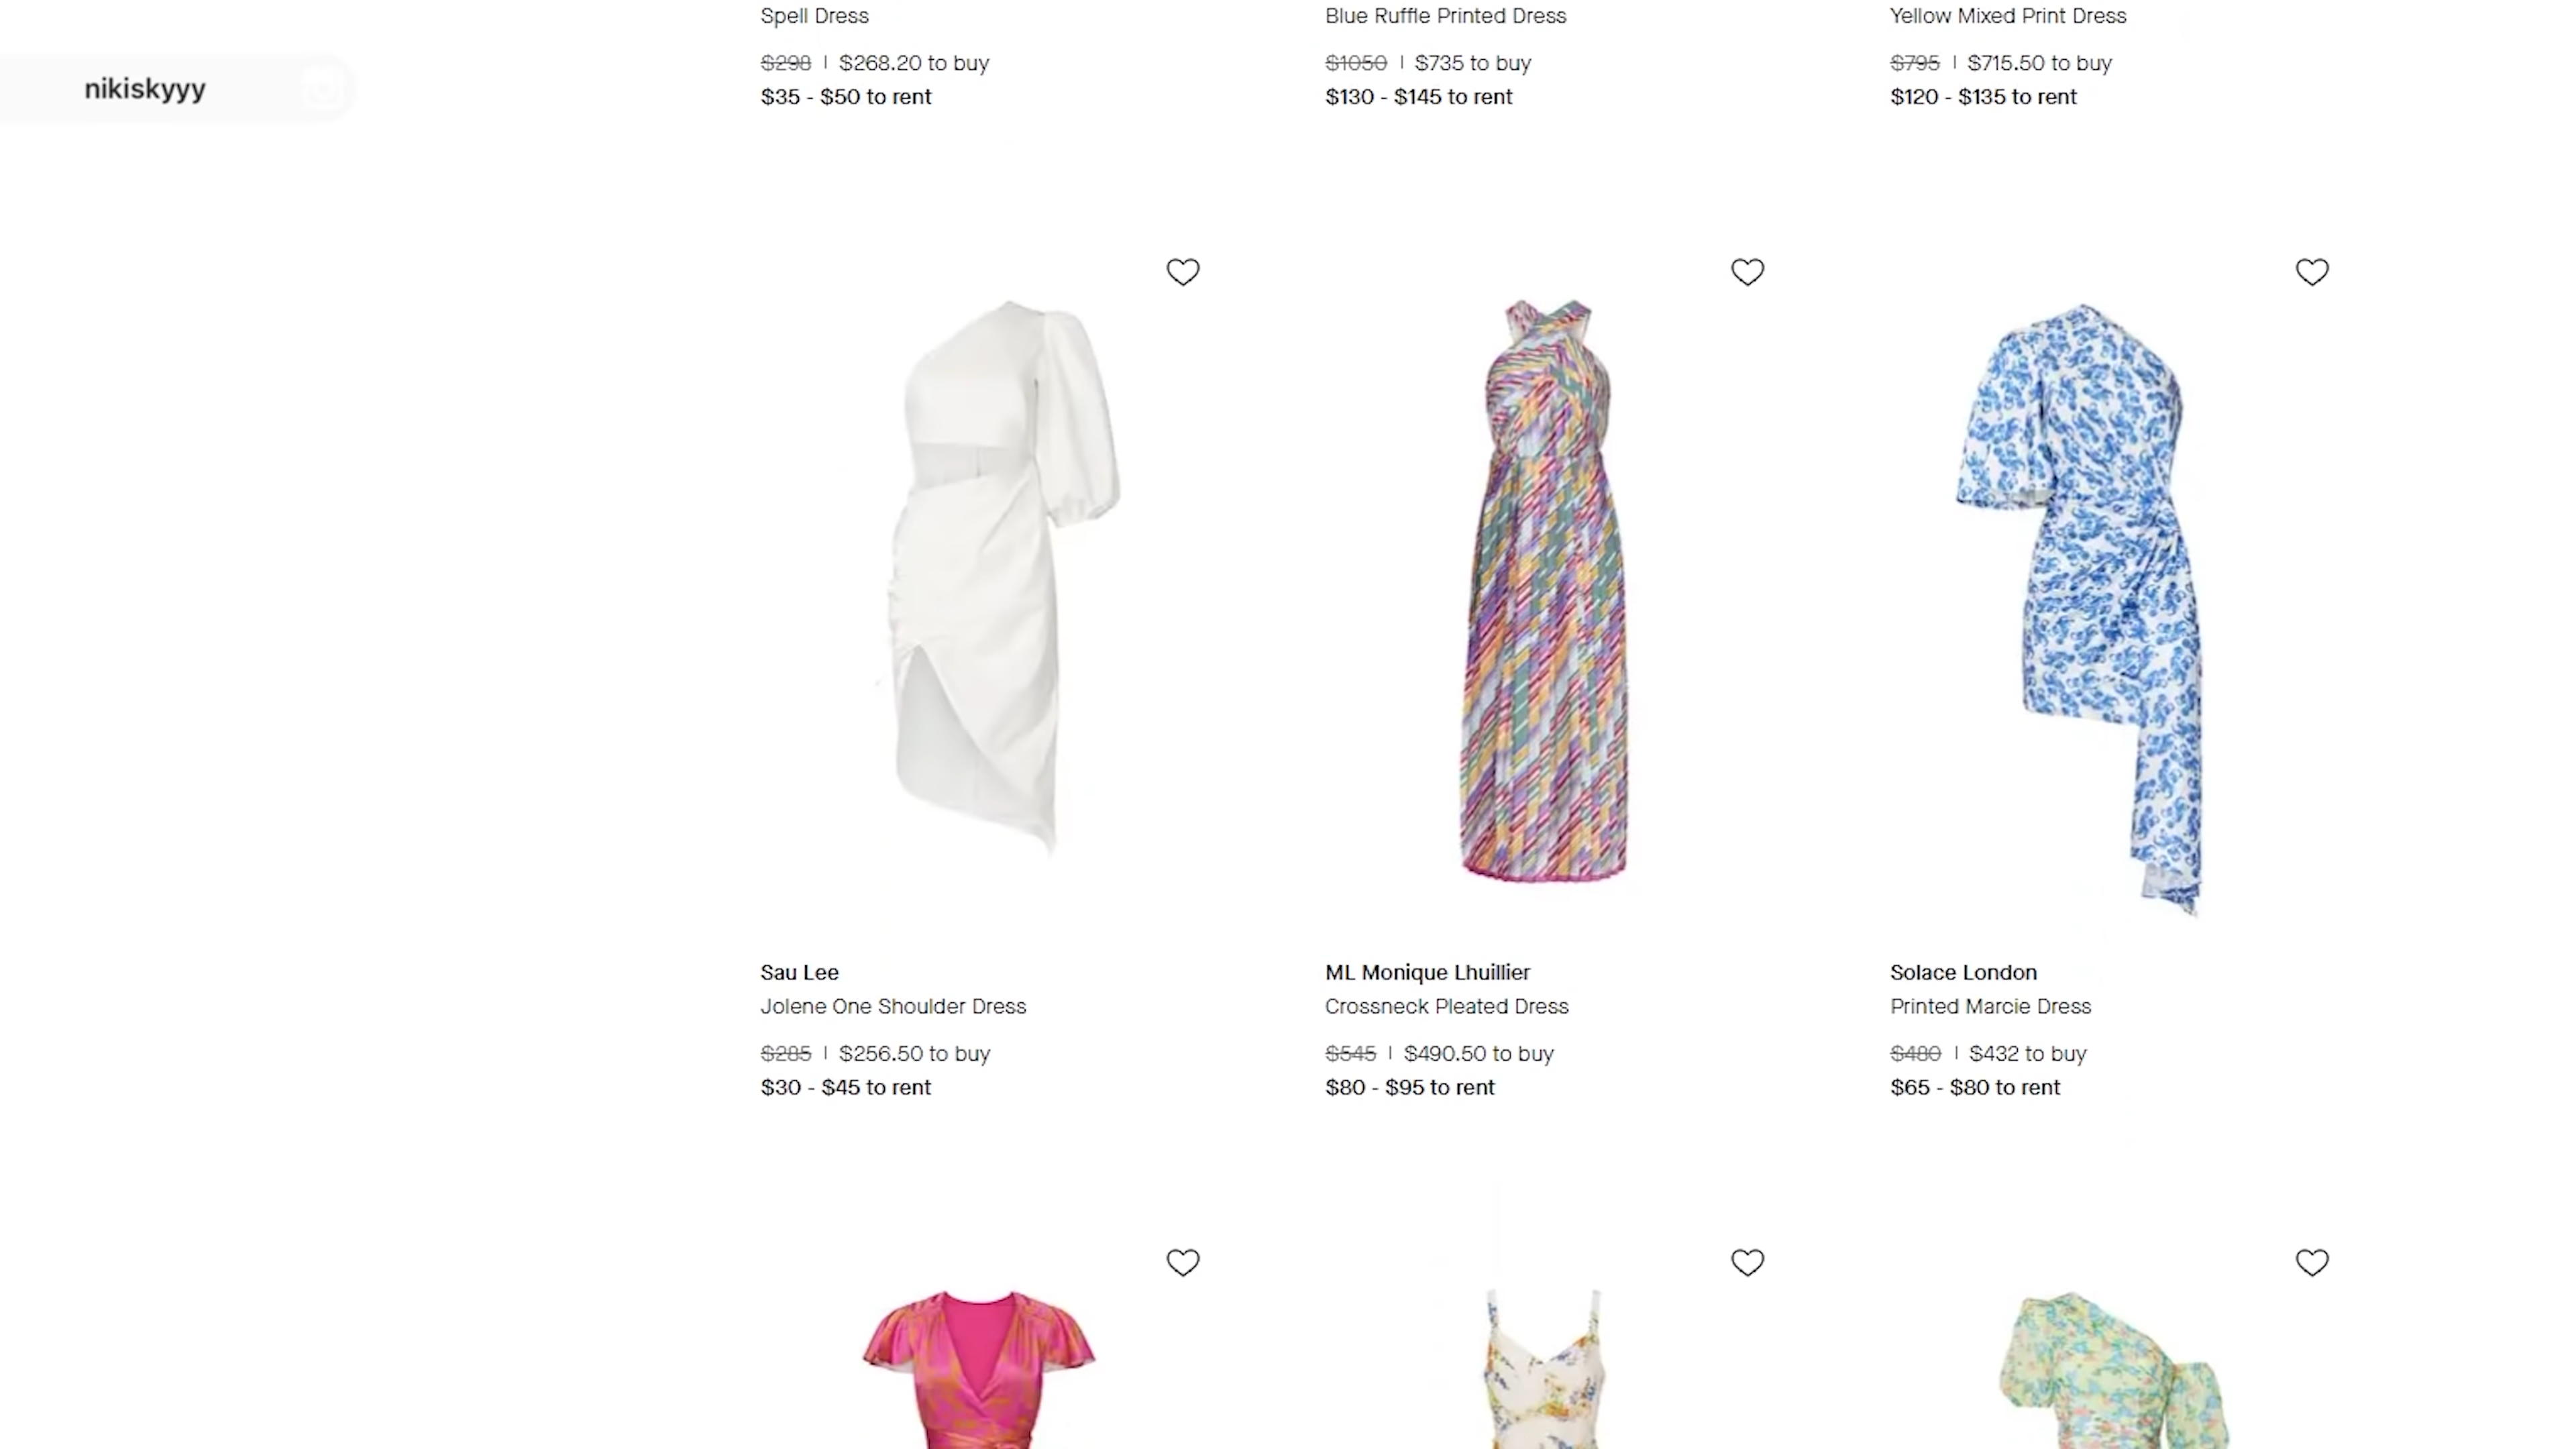 Spell Dress
$298 | $268.20 to buy
$35 - $50 to rent
Blue Ruffle Printed Dress
$1050 | $735 to buy
$130 - $145 to rent
Yellow Mixed Print Dress
$795 | $715.50 to buy
$120 - $135 to rent
nikiskyyy
Sau Lee
Jolene One Shoulder Dress
$285 | $256.50 to buy
$30 - $45 to rent
ML Monique Lhuillier
Crossneck Pleated Dress
$545 | $490.50 to buy
$80 - $95 to rent
Solace London
Printed Marcie Dress
$480 | $432 to buy
$65 - $80 to rent